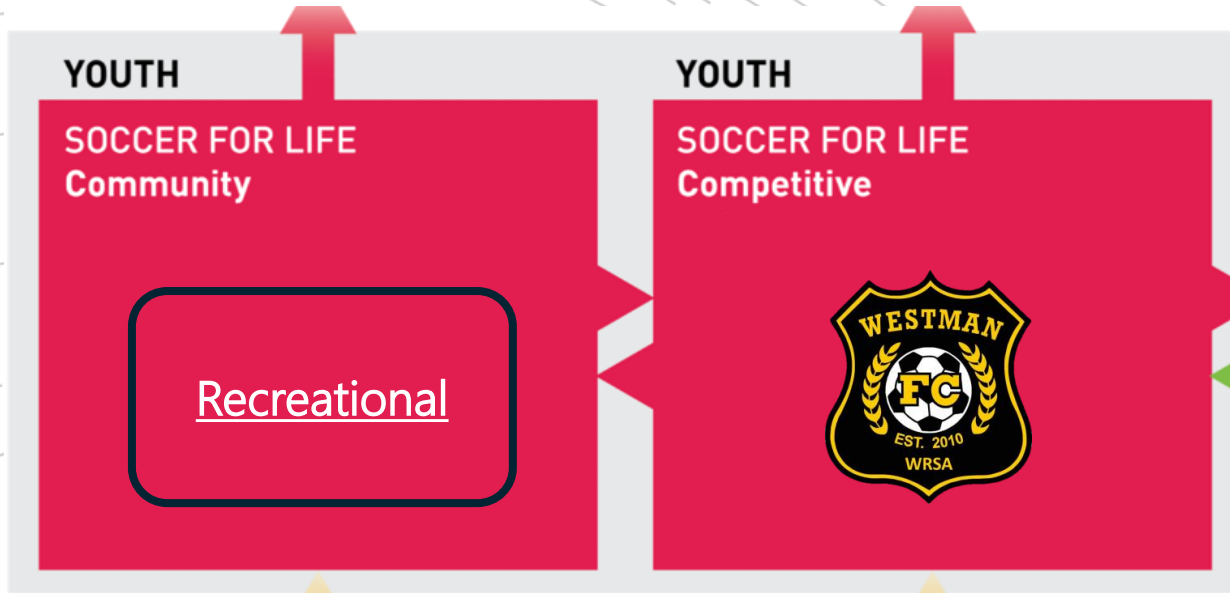 YOUTH
SOCCER FOR LIFE
Community
Recreational
YOUTH
SOCCER FOR LIFE
Competitive
WESTMAN
FC
EST. 2010
WRSA